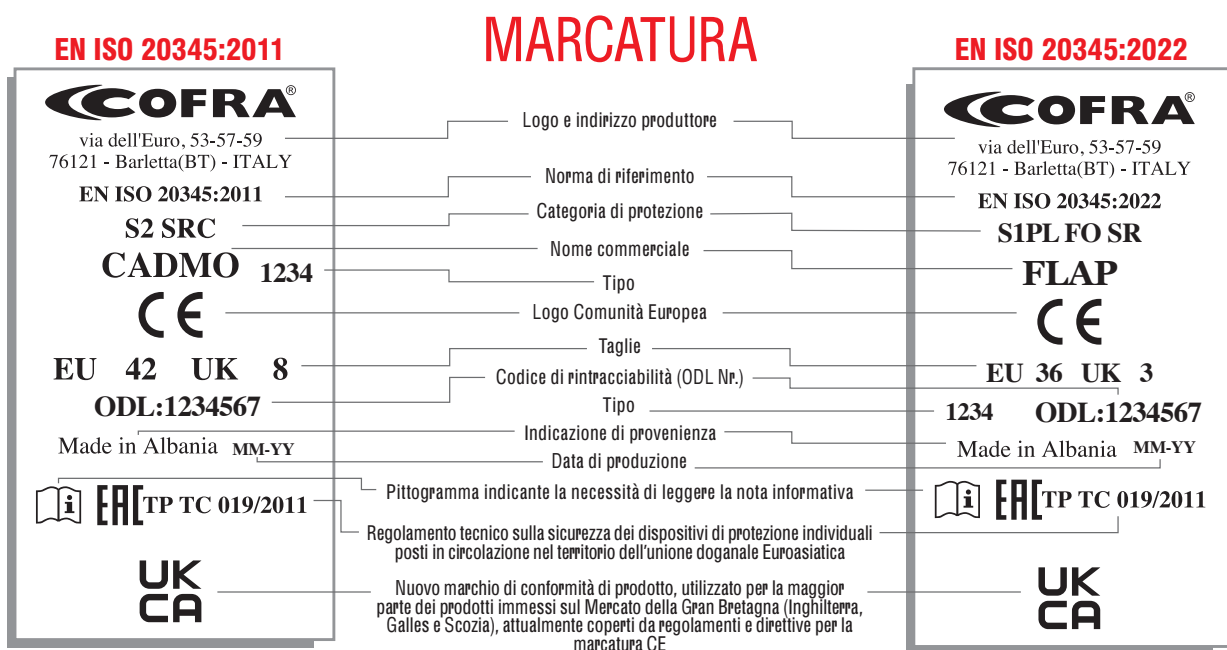 MARCATURA
EN ISO 20345:2011
COFRA®
via dell'Euro, 53-57-59
76121 - Barletta(BT) - ITALY
EN ISO 20345:2011
S2 SRC
CADMO 1234
CE
EU 42 UK 8
ODL:1234567
Made in Albania MM-YY
i EAC TP TC 019/2011
UK
CA
Logo e indirizzo produttore
Norma di riferimento
Categoria di protezione
Nome commerciale
Tipo
Logo Comunità Europea
Taglie
Codice di rintracciabilità (ODL Nr.)
Tipo
Indicazione di provenienza
Data di produzione
Pittogramma indicante la necessità di leggere la nota informativa
Regolamento tecnico sulla sicurezza dei dispositivi di protezione individuali
posti in circolazione nel territorio dell'unione doganale Euroasiatica
Nuovo marchio di conformità di prodotto, utilizzato per la maggior
parte dei prodotti immessi sul Mercato della Gran Bretagna (Inghilterra,
Galles e Scozia), attualmente coperti da regolamenti e direttive per la
marcatura CE
EN ISO 20345:2022
COFRA®
via dell'Euro, 53-57-59
76121 - Barletta(BT) - ITALY
EN ISO 20345:2022
S1PL FO SR
FLAP
CE
EU 36 UK 3
1234 ODL:1234567
Made in Albania MM-YY
i EAC TP TC 019/2011
UK
CA